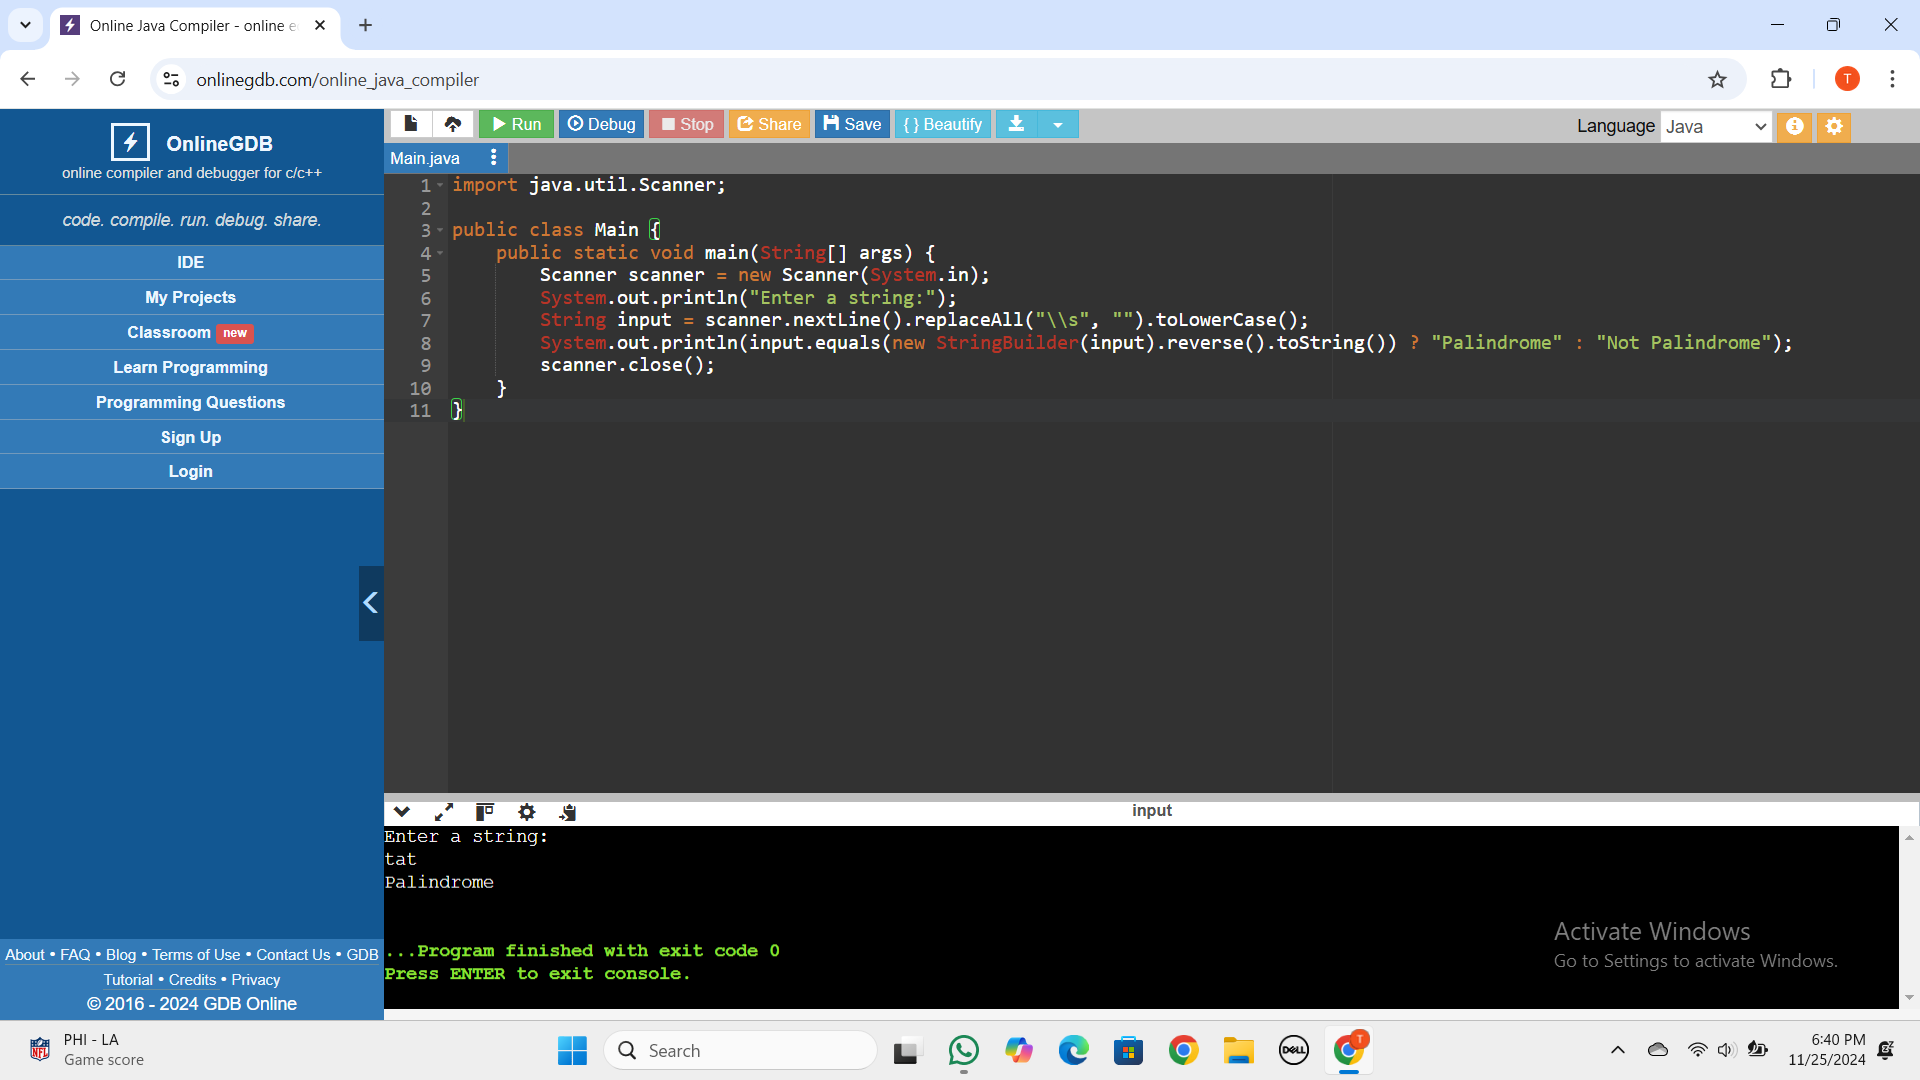 Online Java Compiler - online e
onlinegdb.com/online_java_compiler
T
OnlineGDB
online compiler and debugger for c/c++
code. compile. run. debug. share.
IDE
My Projects
Classroom new
Learn Programming
Programming Questions
Sign Up
Login
About • FAQ • Blog • Terms of Use • Contact Us • GDB
Tutorial • Credits • Privacy
© 2016 - 2024 GDB Online
Run Debug Stop Share Save { } Beautify
Language Java
Main.java
1 import java.util.Scanner;
2
3 public class Main {
4 public static void main(String[] args) {
5 Scanner scanner = new Scanner(System.in);
6 System.out.println("Enter a string:");
7 String input = scanner.nextLine().replaceAll("\\s", "").toLowerCase();
8 System.out.println(input.equals(new StringBuilder(input).reverse().toString()) ? "Palindrome" : "Not Palindrome");
9 scanner.close();
10 }
11 }
input
Enter a string:
tat
Palindrome
...Program finished with exit code 0
Press ENTER to exit console.
Activate Windows
Go to Settings to activate Windows.
NFL
PHI - LA
Game score
Search
DELL
T
6:40 PM
11/25/2024